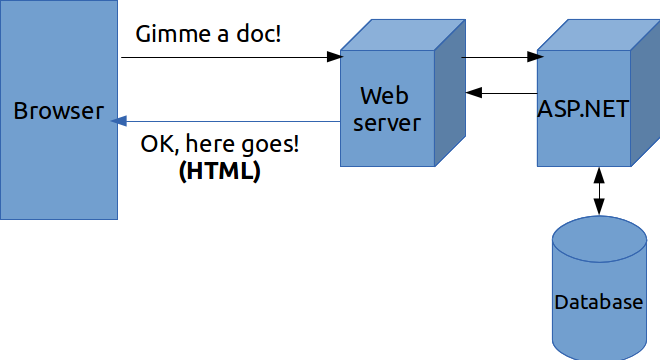 Gimme a doc!
Browser
Web
server
ASP.NET
OK, here goes!
(HTML)
Database